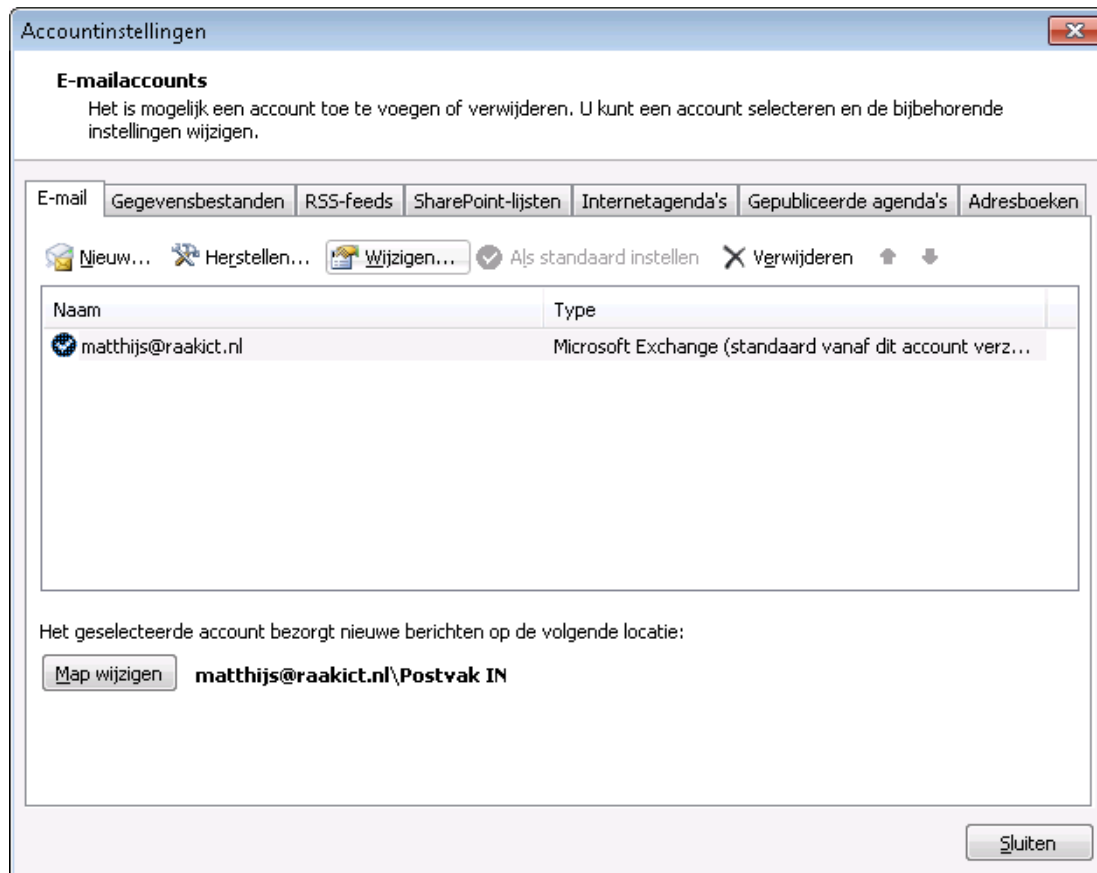 Accountinstellingen
E-mailaccounts
Het is mogelijk een account toe te voegen of verwijderen. U kunt een account selecteren en de bijbehorende
instellingen wijzigen.
E-mail Gegevensbestanden RSS-feeds SharePoint-lijsten Internetagenda's Gepubliceerde agenda's Adresboeken
Nieuw... Herstellen... Wijzigen... Als standaard instellen Verwijderen
Naam Type
matthijs@raakict.nl Microsoft Exchange (standaard vanaf dit account verz...
Het geselecteerde account bezorgt nieuwe berichten op de volgende locatie:
Map wijzigen matthijs@raakict.nl\Postvak IN
Sluiten